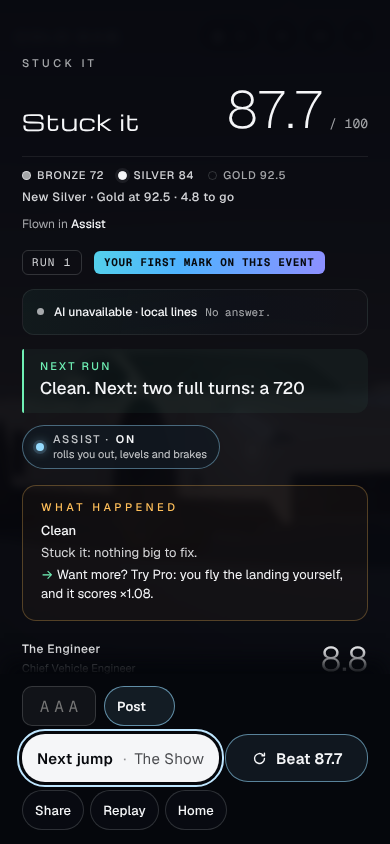 STUCK IT
Stuck it 87.7 / 100
BRONZE 72 SILVER 84 GOLD 92.5
New Silver · Gold at 92.5 · 4.8 to go
Flown in Assist
RUN 1 YOUR FIRST MARK ON THIS EVENT
AI unavailable · local lines No answer.
NEXT RUN
Clean. Next: two full turns: a 720
ASSIST · ON
rolls you out, levels and brakes
WHAT HAPPENED
Clean
Stuck it: nothing big to fix.
→ Want more? Try Pro: you fly the landing yourself,
and it scores ×1.08.
The Engineer 8.8
Chief Vehicle Engineer
AAA Post
Next jump · The Show Beat 87.7
Share Replay Home